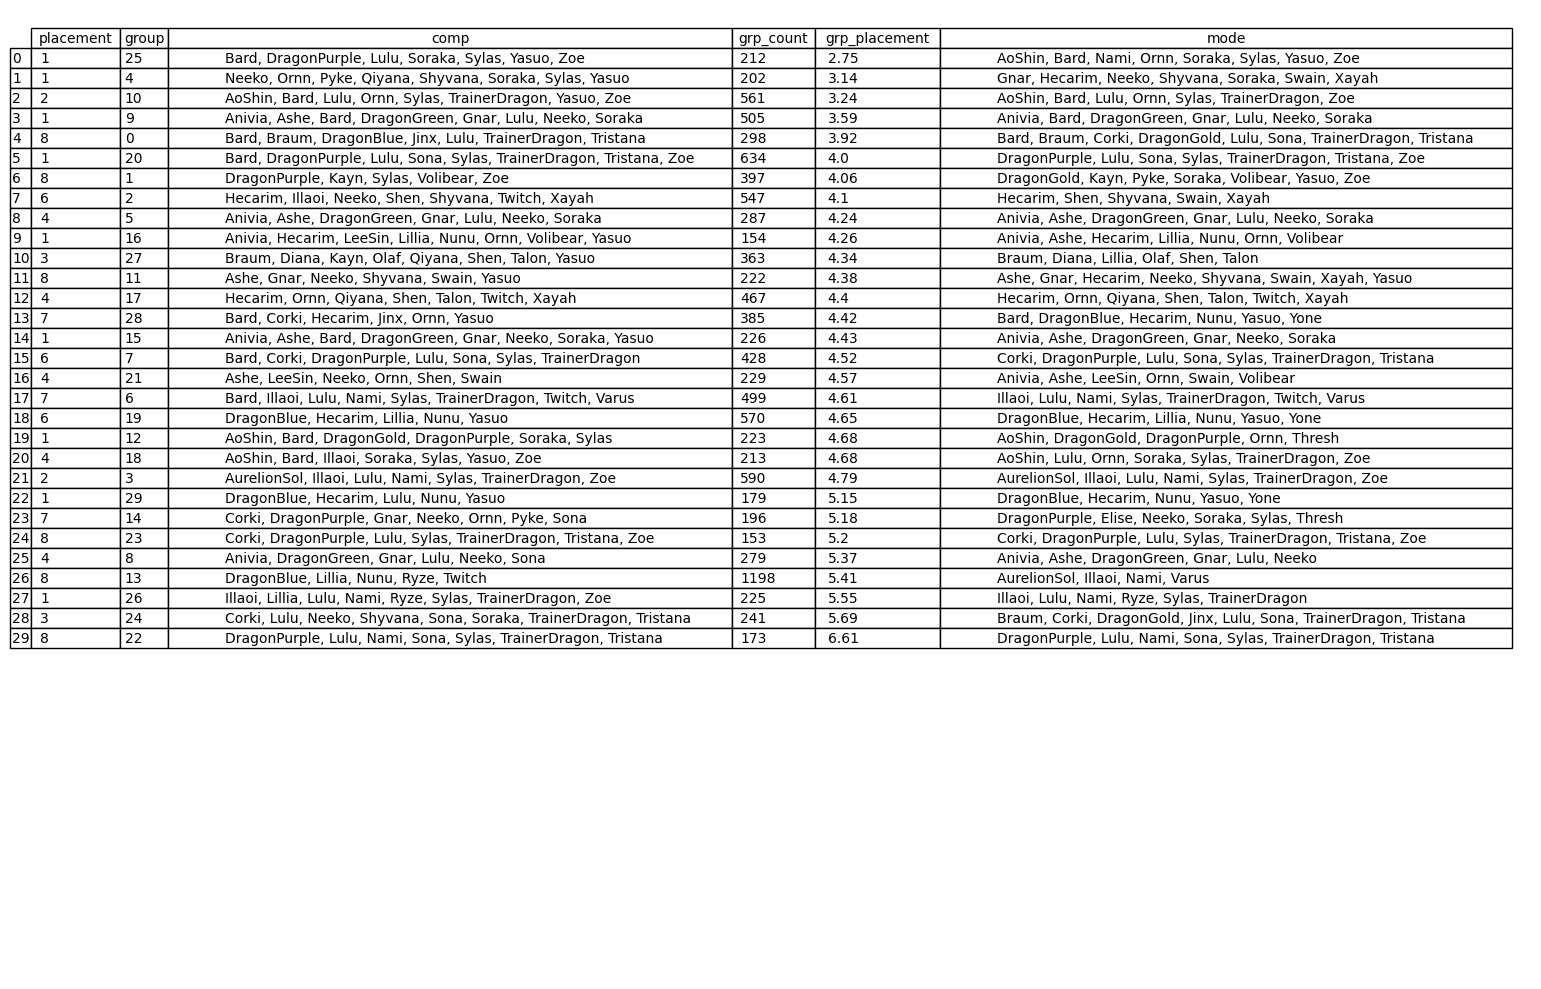 placement group comp grp_count grp_placement mode
0 1 25 Bard, DragonPurple, Lulu, Soraka, Sylas, Yasuo, Zoe 212 2.75 AoShin, Bard, Nami, Ornn, Soraka, Sylas, Yasuo, Zoe
1 1 4 Neeko, Ornn, Pyke, Qiyana, Shyvana, Soraka, Sylas, Yasuo 202 3.14 Gnar, Hecarim, Neeko, Shyvana, Soraka, Swain, Xayah
2 2 10 AoShin, Bard, Lulu, Ornn, Sylas, TrainerDragon, Yasuo, Zoe 561 3.24 AoShin, Bard, Lulu, Ornn, Sylas, TrainerDragon, Zoe
3 1 9 Anivia, Ashe, Bard, DragonGreen, Gnar, Lulu, Neeko, Soraka 505 3.59 Anivia, Bard, DragonGreen, Gnar, Lulu, Neeko, Soraka
4 8 0 Bard, Braum, DragonBlue, Jinx, Lulu, TrainerDragon, Tristana 298 3.92 Bard, Braum, Corki, DragonGold, Lulu, Sona, TrainerDragon, Tristana
5 1 20 Bard, DragonPurple, Lulu, Sona, Sylas, TrainerDragon, Tristana, Zoe 634 4.0 DragonPurple, Lulu, Sona, Sylas, TrainerDragon, Tristana, Zoe
6 8 1 DragonPurple, Kayn, Sylas, Volibear, Zoe 397 4.06 DragonGold, Kayn, Pyke, Soraka, Volibear, Yasuo, Zoe
7 6 2 Hecarim, Illaoi, Neeko, Shen, Shyvana, Twitch, Xayah 547 4.1 Hecarim, Shen, Shyvana, Swain, Xayah
8 4 5 Anivia, Ashe, DragonGreen, Gnar, Lulu, Neeko, Soraka 287 4.24 Anivia, Ashe, DragonGreen, Gnar, Lulu, Neeko, Soraka
9 1 16 Anivia, Hecarim, LeeSin, Lillia, Nunu, Ornn, Volibear, Yasuo 154 4.26 Anivia, Ashe, Hecarim, Lillia, Nunu, Ornn, Volibear
10 3 27 Braum, Diana, Kayn, Olaf, Qiyana, Shen, Talon, Yasuo 363 4.34 Braum, Diana, Lillia, Olaf, Shen, Talon
11 8 11 Ashe, Gnar, Neeko, Shyvana, Swain, Yasuo 222 4.38 Ashe, Gnar, Hecarim, Neeko, Shyvana, Swain, Xayah, Yasuo
12 4 17 Hecarim, Ornn, Qiyana, Shen, Talon, Twitch, Xayah 467 4.4 Hecarim, Ornn, Qiyana, Shen, Talon, Twitch, Xayah
13 7 28 Bard, Corki, Hecarim, Jinx, Ornn, Yasuo 385 4.42 Bard, DragonBlue, Hecarim, Nunu, Yasuo, Yone
14 1 15 Anivia, Ashe, Bard, DragonGreen, Gnar, Neeko, Soraka, Yasuo 226 4.43 Anivia, Ashe, DragonGreen, Gnar, Neeko, Soraka
15 6 7 Bard, Corki, DragonPurple, Lulu, Sona, Sylas, TrainerDragon 428 4.52 Corki, DragonPurple, Lulu, Sona, Sylas, TrainerDragon, Tristana
16 4 21 Ashe, LeeSin, Neeko, Ornn, Shen, Swain 229 4.57 Anivia, Ashe, LeeSin, Ornn, Swain, Volibear
17 7 6 Bard, Illaoi, Lulu, Nami, Sylas, TrainerDragon, Twitch, Varus 499 4.61 Illaoi, Lulu, Nami, Sylas, TrainerDragon, Twitch, Varus
18 6 19 DragonBlue, Hecarim, Lillia, Nunu, Yasuo 570 4.65 DragonBlue, Hecarim, Lillia, Nunu, Yasuo, Yone
19 1 12 AoShin, Bard, DragonGold, DragonPurple, Soraka, Sylas 223 4.68 AoShin, DragonGold, DragonPurple, Ornn, Thresh
20 4 18 AoShin, Bard, Illaoi, Soraka, Sylas, Yasuo, Zoe 213 4.68 AoShin, Lulu, Ornn, Soraka, Sylas, TrainerDragon, Zoe
21 2 3 AurelionSol, Illaoi, Lulu, Nami, Sylas, TrainerDragon, Zoe 590 4.79 AurelionSol, Illaoi, Lulu, Nami, Sylas, TrainerDragon, Zoe
22 1 29 DragonBlue, Hecarim, Lulu, Nunu, Yasuo 179 5.15 DragonBlue, Hecarim, Nunu, Yasuo, Yone
23 7 14 Corki, DragonPurple, Gnar, Neeko, Ornn, Pyke, Sona 196 5.18 DragonPurple, Elise, Neeko, Soraka, Sylas, Thresh
24 8 23 Corki, DragonPurple, Lulu, Sylas, TrainerDragon, Tristana, Zoe 153 5.2 Corki, DragonPurple, Lulu, Sylas, TrainerDragon, Tristana, Zoe
25 4 8 Anivia, DragonGreen, Gnar, Lulu, Neeko, Sona 279 5.37 Anivia, Ashe, DragonGreen, Gnar, Lulu, Neeko
26 8 13 DragonBlue, Lillia, Nunu, Ryze, Twitch 1198 5.41 AurelionSol, Illaoi, Nami, Varus
27 1 26 Illaoi, Lillia, Lulu, Nami, Ryze, Sylas, TrainerDragon, Zoe 225 5.55 Illaoi, Lulu, Nami, Ryze, Sylas, TrainerDragon
28 3 24 Corki, Lulu, Neeko, Shyvana, Sona, Soraka, TrainerDragon, Tristana 241 5.69 Braum, Corki, DragonGold, Jinx, Lulu, Sona, TrainerDragon, Tristana
29 8 22 DragonPurple, Lulu, Nami, Sona, Sylas, TrainerDragon, Tristana 173 6.61 DragonPurple, Lulu, Nami, Sona, Sylas, TrainerDragon, Tristana